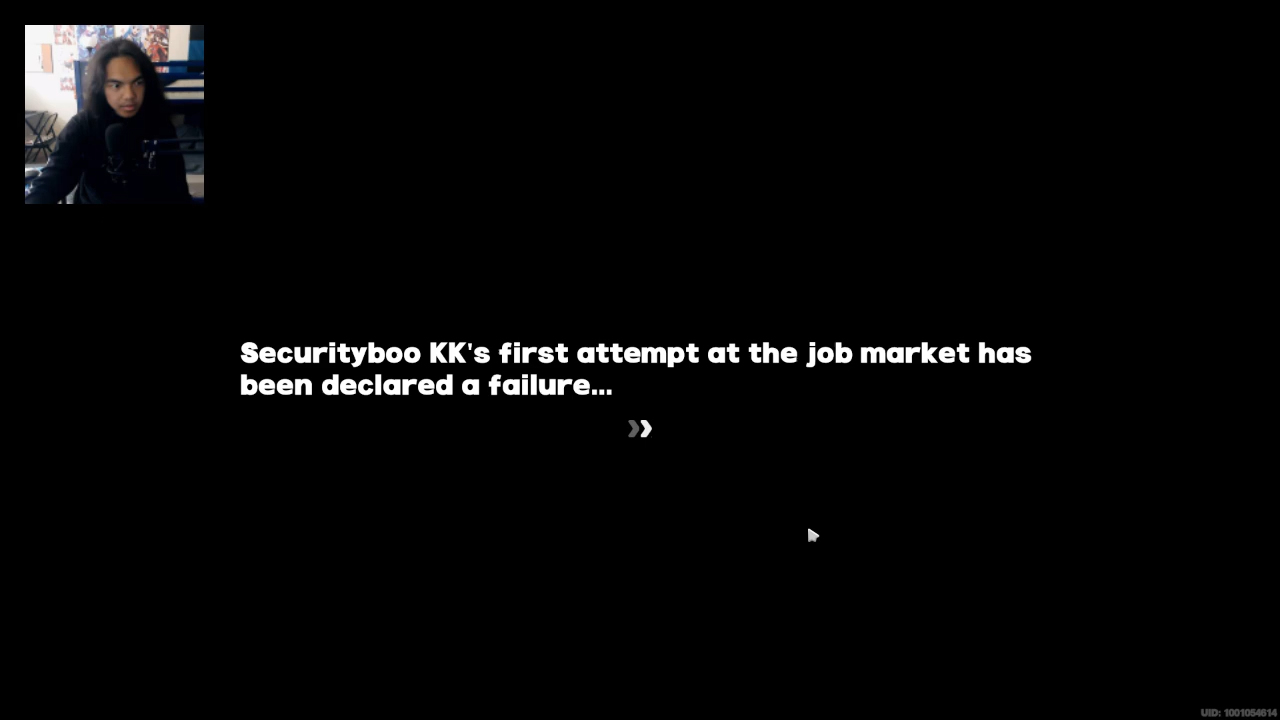 Securityboo KK's first attempt at the job market has
been declared a failure...
UID: 1001054614